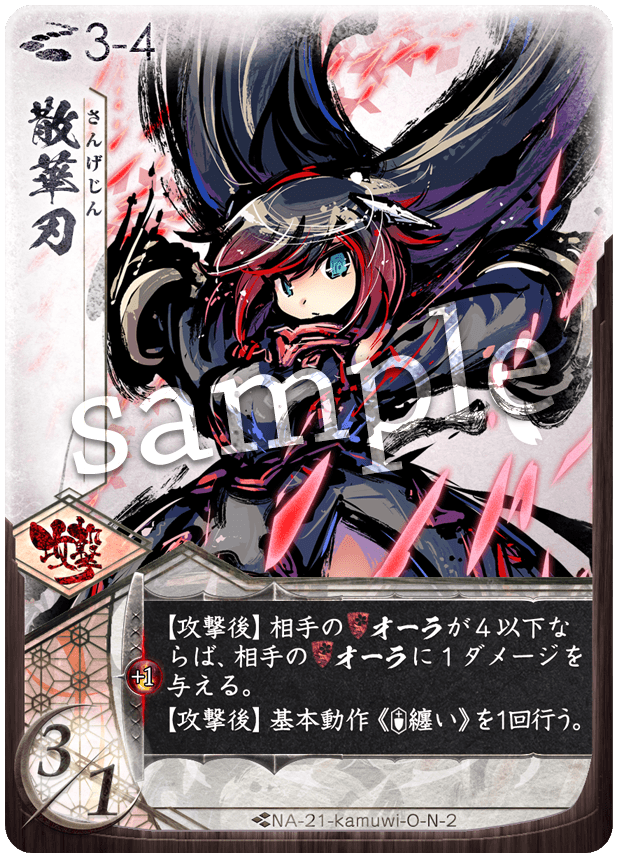 3-4
散華刃
さんげじん
sample
攻撃
+1
【攻撃後】相手のオーラが4以下な
らば、相手のオーラに1ダメージを
与える。
【攻撃後】基本動作《纏い》を1回行う。
3/1
NA-21-kamuwi-O-N-2